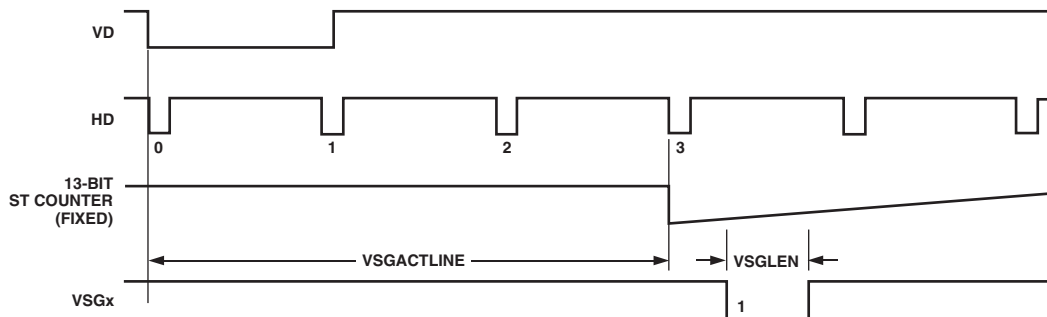 VD
HD
0
1
2
3
13-BIT
ST COUNTER
(FIXED)
VSGACTLINE
VSGLEN
VSGx
1